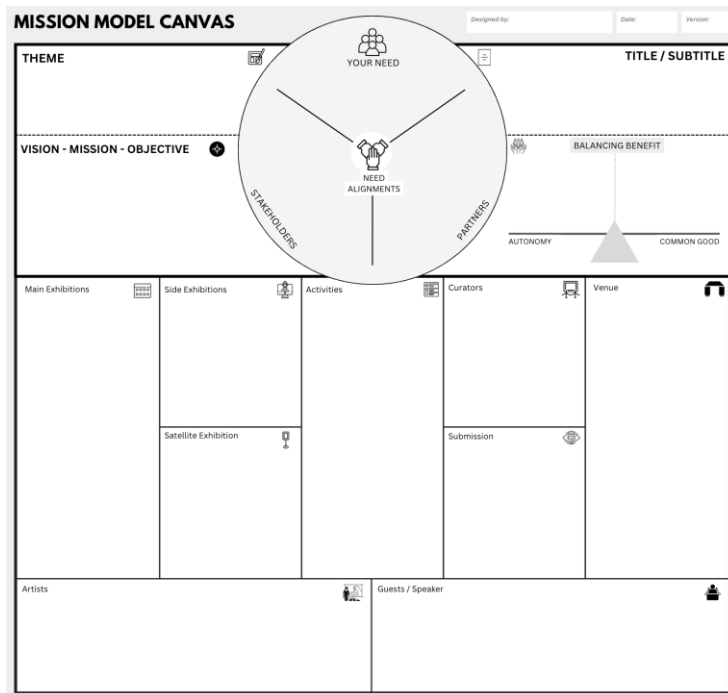 MISSION MODEL CANVAS
Designed by:
Date:
Version:
THEME
YOUR NEED
TITLE / SUBTITLE
VISION - MISSION - OBJECTIVE
NEED
ALIGNMENTS
STAKEHOLDERS
PARTNERS
BALANCING BENEFIT
AUTONOMY
COMMON GOOD
Main Exhibitions
Side Exhibitions
Activities
Curators
Venue
Satellite Exhibition
Submission
Artists
Guests / Speaker